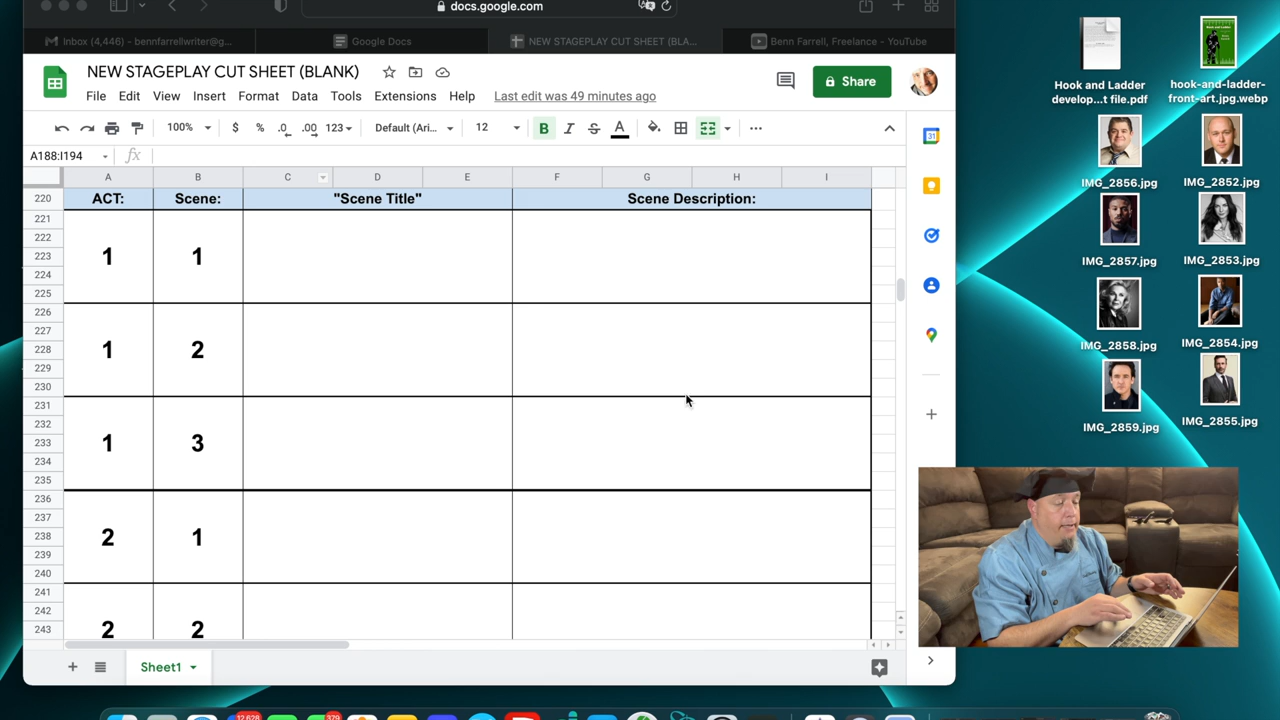 docs.google.com
Inbox (4,446) – bennfarrellwriter@g...
Google Docs
NEW STAGEPLAY CUT SHEET (BLA...
Benn Farrell, Freelance - YouTube
NEW STAGEPLAY CUT SHEET (BLANK)
File Edit View Insert Format Data Tools Extensions Help Last edit was 49 minutes ago
Share
100% $ % .0 .00 123 Default (Ari... 12 B I S A
A188:I194 fx
A B C D E F G H I
220 ACT: Scene: "Scene Title" Scene Description:
221
222
223 1 1
224
225
226
227
228 1 2
229
230
231
232
233 1 3
234
235
236
237
238 2 1
239
240
241
242
243 2 2
Sheet1
31
Hook and Ladder
develop...t file.pdf
hook-and-ladder-
front-art.jpg.webp
IMG_2856.jpg
IMG_2852.jpg
IMG_2857.jpg
IMG_2853.jpg
IMG_2858.jpg
IMG_2854.jpg
IMG_2859.jpg
IMG_2855.jpg
12,628
379